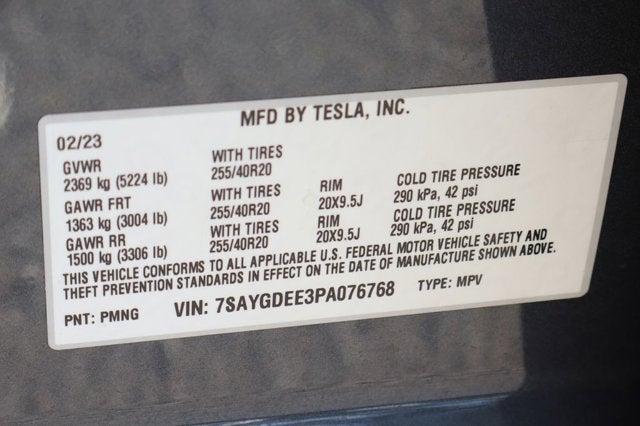 MFD BY TESLA, INC.
02/23
GVWR WITH TIRES
2369 kg (5224 lb) 255/40R20
GAWR FRT WITH TIRES RIM COLD TIRE PRESSURE
1363 kg (3004 lb) 255/40R20 20X9.5J 290 kPa, 42 psi
GAWR RR WITH TIRES RIM COLD TIRE PRESSURE
1500 kg (3306 lb) 255/40R20 20X9.5J 290 kPa, 42 psi
THIS VEHICLE CONFORMS TO ALL APPLICABLE U.S. FEDERAL MOTOR VEHICLE SAFETY AND
THEFT PREVENTION STANDARDS IN EFFECT ON THE DATE OF MANUFACTURE SHOWN ABOVE.
PNT: PMNG VIN: 7SAYGDEE3PA076768 TYPE: MPV